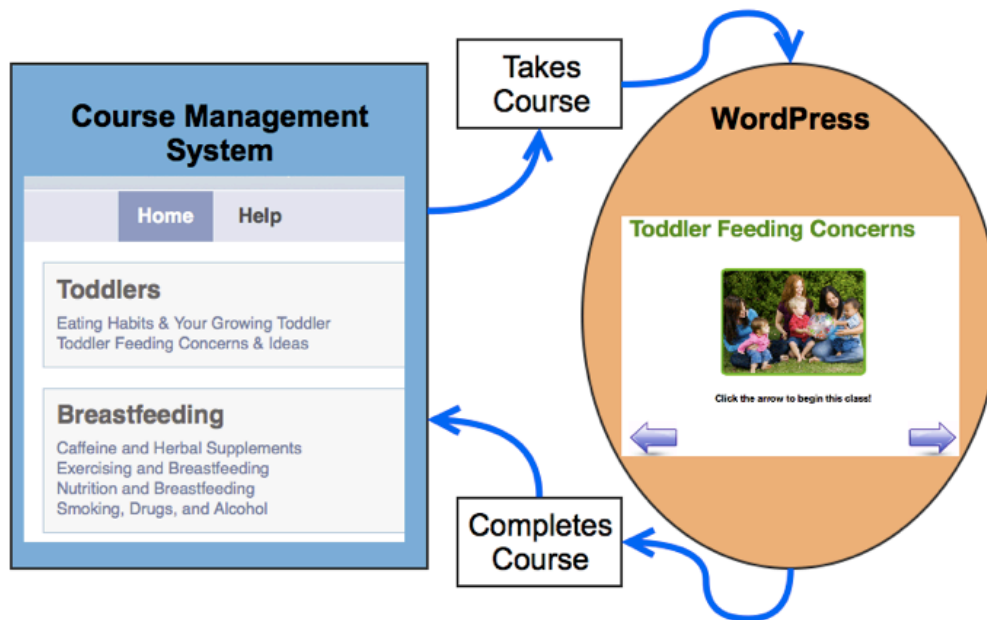 Course Management
System
Home Help
Toddlers
Eating Habits & Your Growing Toddler
Toddler Feeding Concerns & Ideas
Breastfeeding
Caffeine and Herbal Supplements
Exercising and Breastfeeding
Nutrition and Breastfeeding
Smoking, Drugs, and Alcohol
Takes
Course
WordPress
Toddler Feeding Concerns
Click the arrow to begin this class!
Completes
Course